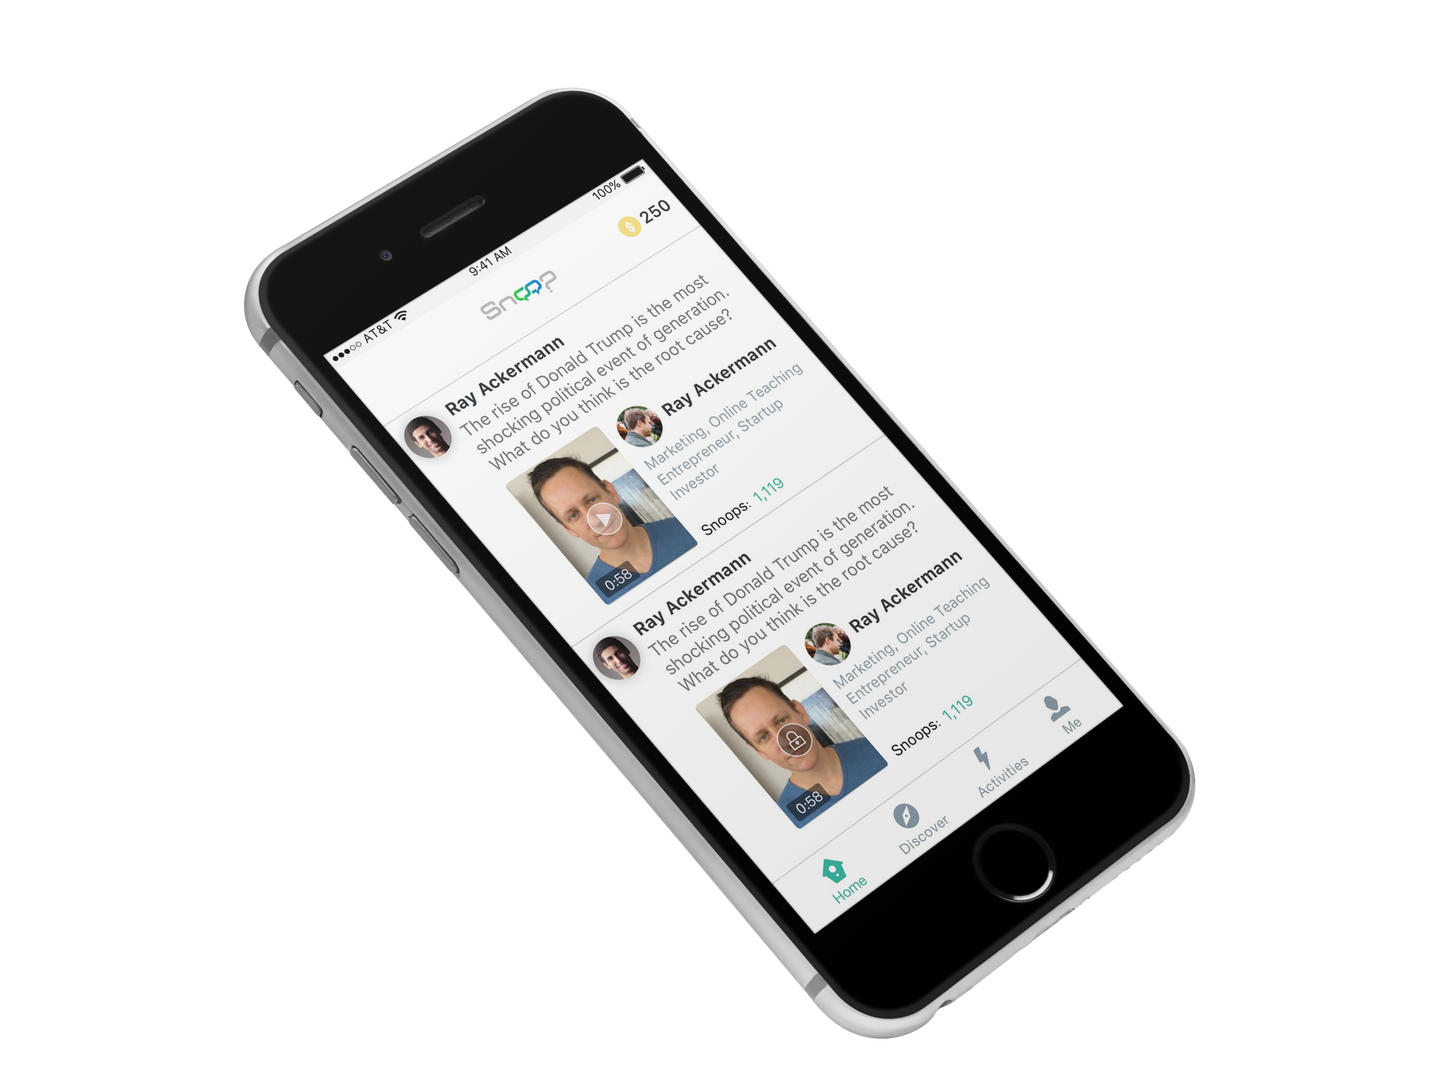 AT&T 9:41 AM 100%
Snoop
250
Ray Ackermann
The rise of Donald Trump is the most
shocking political event of generation.
What do you think is the root cause?
Ray Ackermann
Marketing, Online Teaching
Entrepreneur, Startup
Investor
0:58
Snoops: 1,119
Ray Ackermann
The rise of Donald Trump is the most
shocking political event of generation.
What do you think is the root cause?
Ray Ackermann
Marketing, Online Teaching
Entrepreneur, Startup
Investor
0:58
Snoops: 1,119
Home
Discover
Activities
Me